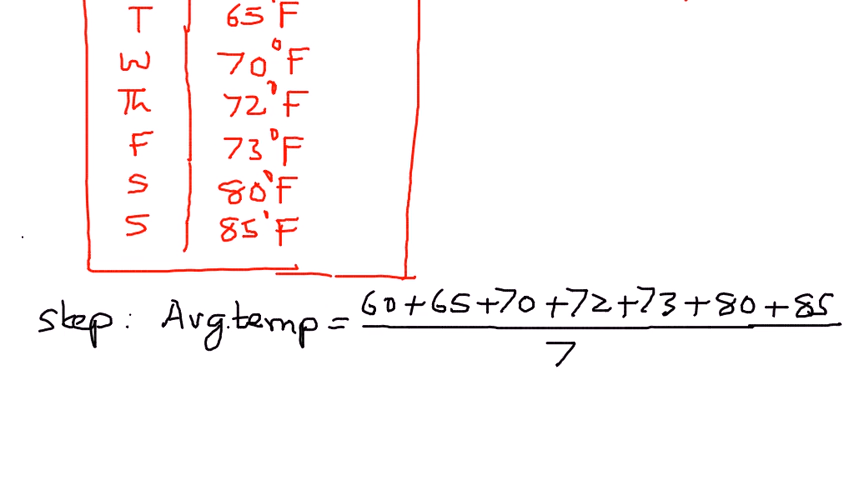 T 65°F
W 70°F
Th 72°F
F 73°F
S 80°F
S 85°F
step: Avg.temp = 60+65+70+72+73+80+85
7